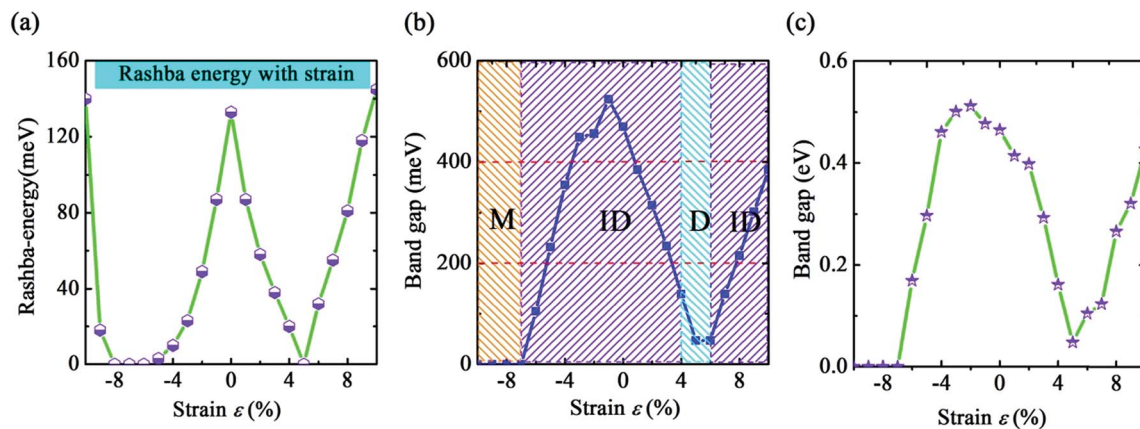 (a)
Rashba energy with strain
Rashba-energy(meV)
160
120
80
40
0
-8 -4 0 4 8
Strain ε (%)
(b)
Band gap (meV)
600
400
200
0
M ID D ID
-8 -4 0 4 8
Strain ε (%)
(c)
Band gap (eV)
0.6
0.4
0.2
0.0
-8 -4 0 4 8
Strain ε (%)